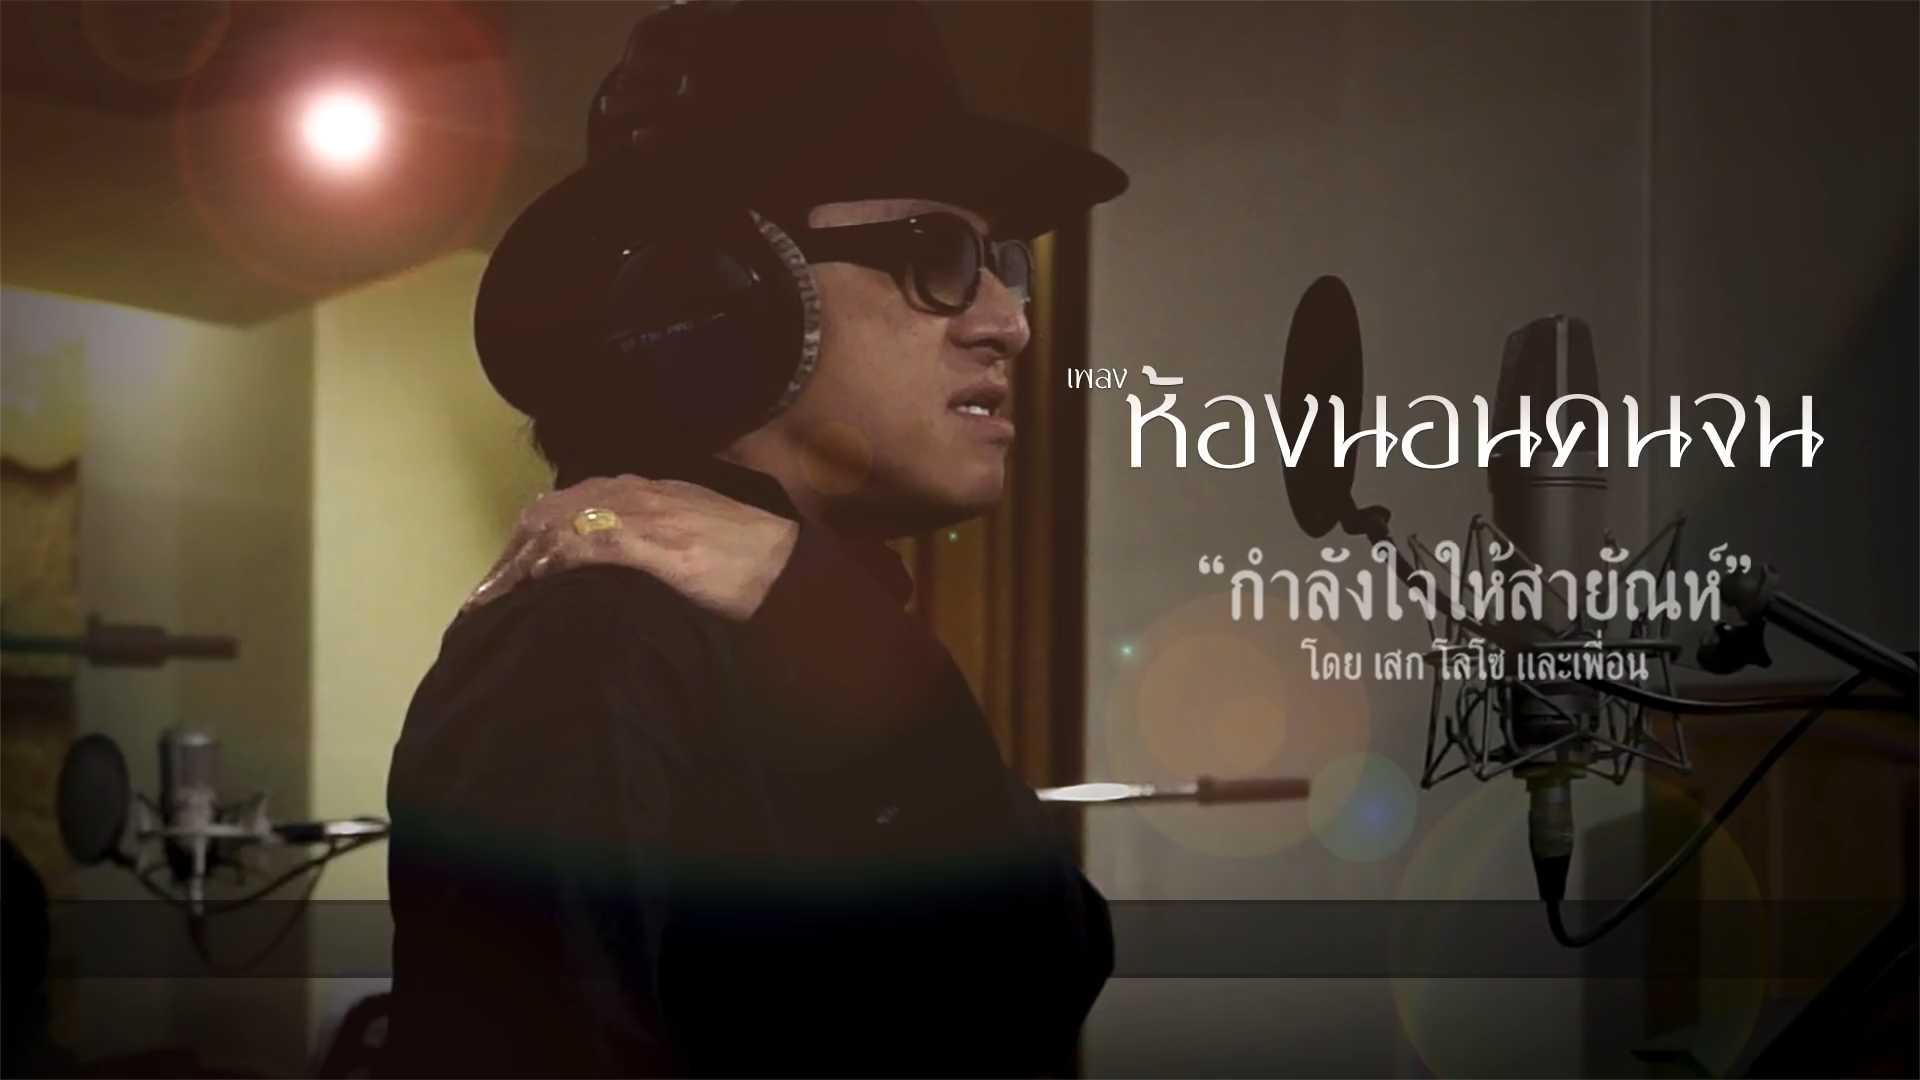 เพลง
ห้องนอนคนจน
“กำลังใจให้สายัณห์”
โดย เสก โลโซ และเพื่อน